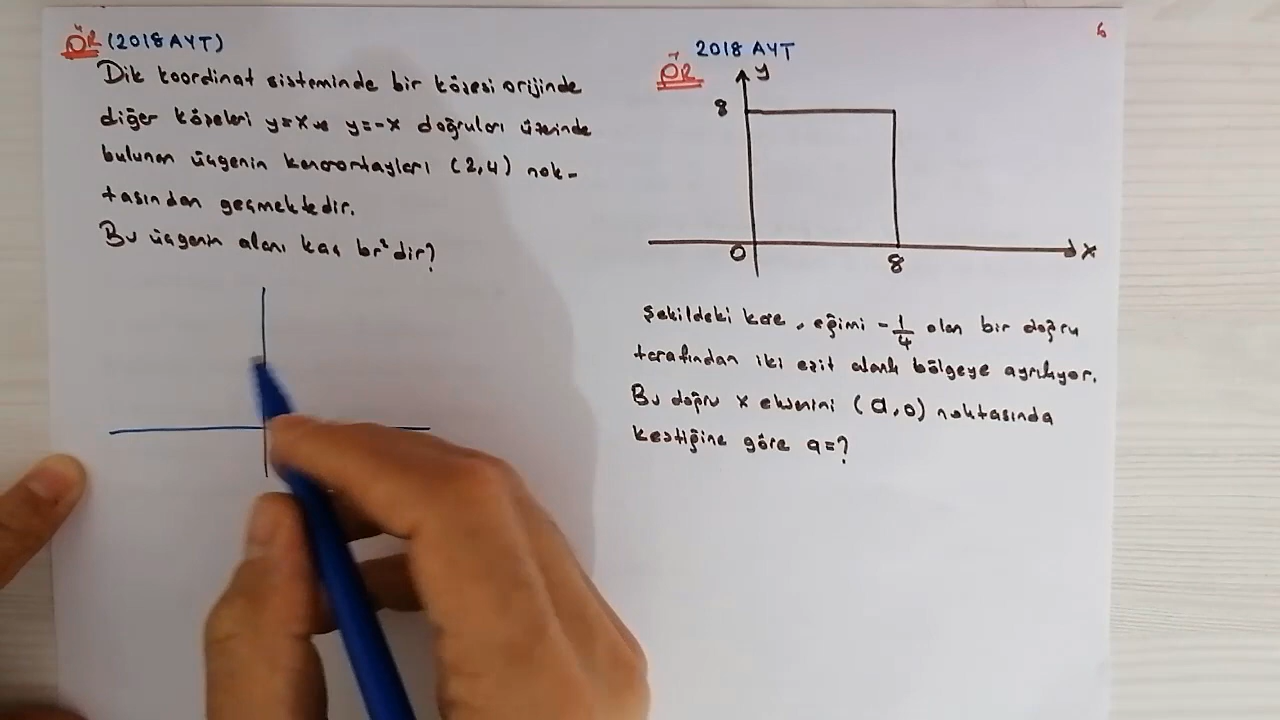 ÖR (2018 AYT)
Dik koordinat sisteminde bir köşesi orijinde
diğer köşeleri y=x ve y=-x doğruları üzerinde
bulunan üçgenin kenarortayları (2,4) nok-
tasından geçmektedir.
Bu üçgenin alanı kaç br² dir?
6
ÖR 2018 AYT
y
8
0
8
x
Şekildeki kare, eğimi -1/4 olan bir doğru
tarafından iki eşit alanlı bölgeye ayrılıyor.
Bu doğru x eksenini (a,0) noktasında
kestiğine göre a=?